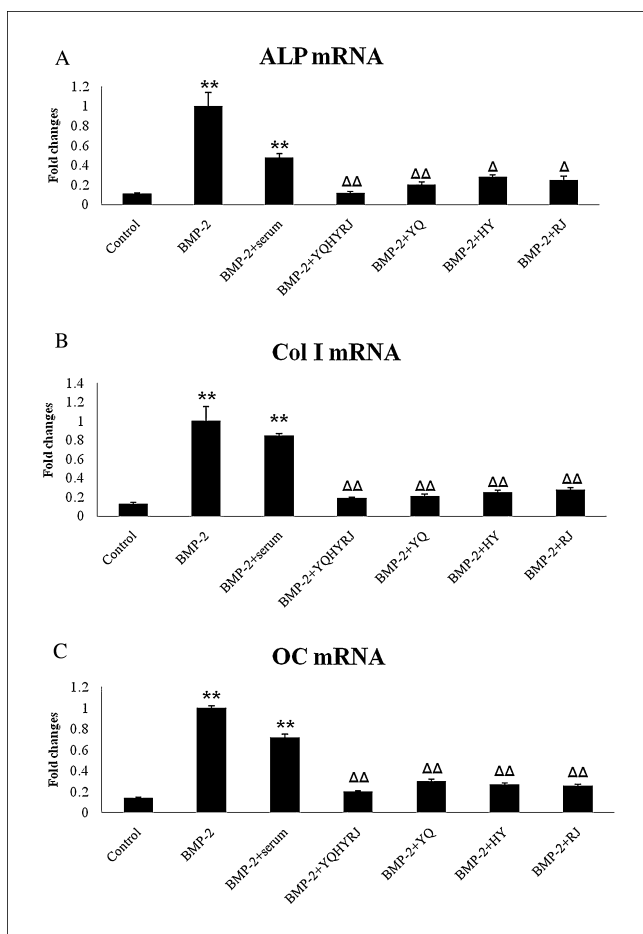 A
ALP mRNA
Fold changes
1.2
1
0.8
0.6
0.4
0.2
0
**
**
ΔΔ
ΔΔ
Δ
Δ
Control
BMP-2
BMP-2+serum
BMP-2+YQHYRJ
BMP-2+YQ
BMP-2+HY
BMP-2+RJ
B
Col I mRNA
Fold changes
1.4
1.2
1
0.8
0.6
0.4
0.2
0
**
**
ΔΔ
ΔΔ
ΔΔ
ΔΔ
Control
BMP-2
BMP-2+serum
BMP-2+YQHYRJ
BMP-2+YQ
BMP-2+HY
BMP-2+RJ
C
OC mRNA
Fold changes
1.2
1
0.8
0.6
0.4
0.2
0
**
**
ΔΔ
ΔΔ
ΔΔ
ΔΔ
Control
BMP-2
BMP-2+serum
BMP-2+YQHYRJ
BMP-2+YQ
BMP-2+HY
BMP-2+RJ